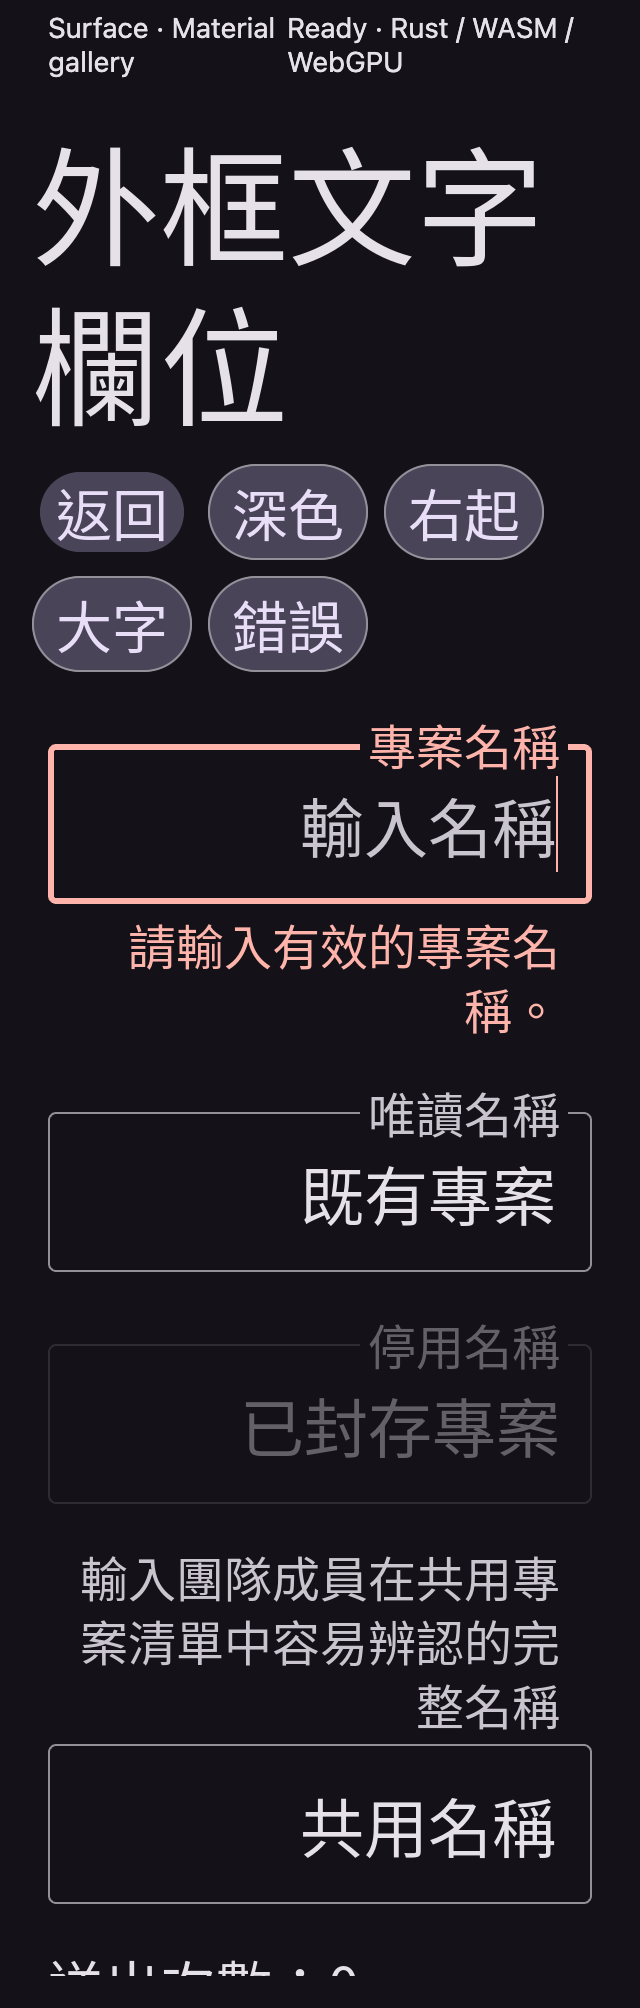 Surface · Material gallery
Ready · Rust / WASM / WebGPU
外框文字
欄位
返回
深色
右起
大字
錯誤
專案名稱
輸入名稱
請輸入有效的專案名
稱。
唯讀名稱
既有專案
停用名稱
已封存專案
輸入團隊成員在共用專
案清單中容易辨認的完
整名稱
共用名稱